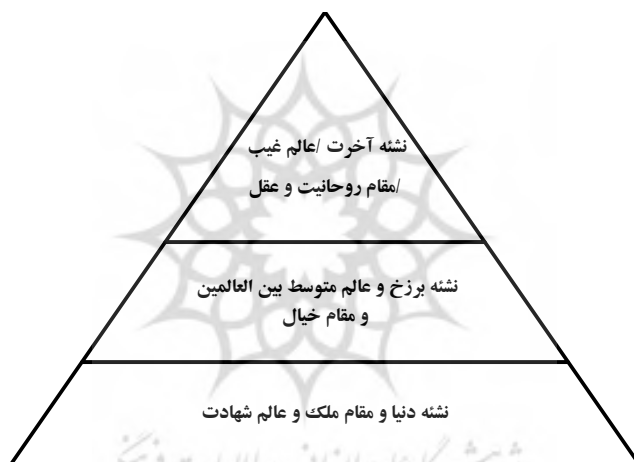 نشئه آخرت /عالم غیب
/مقام روحانیت و عقل
نشئه برزخ و عالم متوسط بین العالمین
و مقام خیال
نشئه دنیا و مقام ملک و عالم شهادت